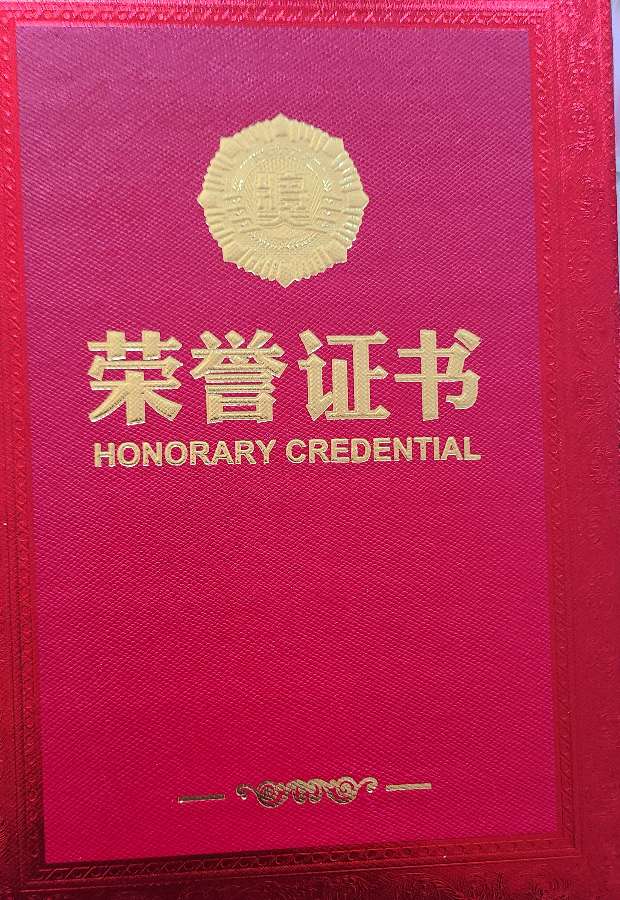 荣誉证书
HONORARY CREDENTIAL